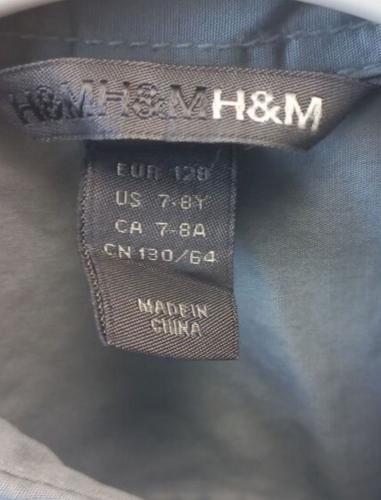 H&MH&MH&M
EUR 128
US 7-8Y
CA 7-8A
CN 130/64
MADE IN
CHINA